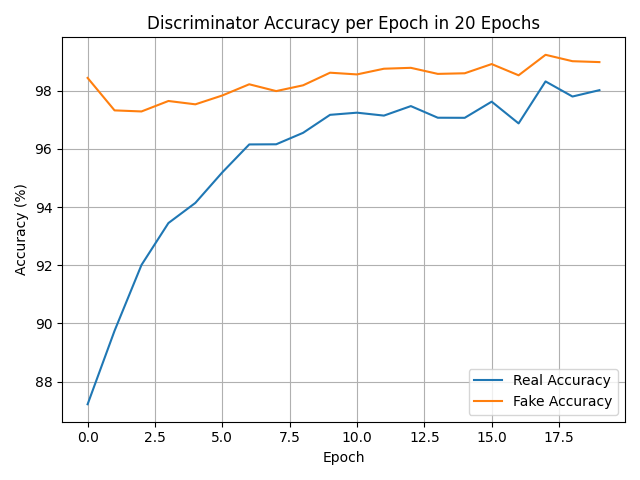 Discriminator Accuracy per Epoch in 20 Epochs
Accuracy (%)
98
96
94
92
90
88
Real Accuracy
Fake Accuracy
0.0 2.5 5.0 7.5 10.0 12.5 15.0 17.5
Epoch